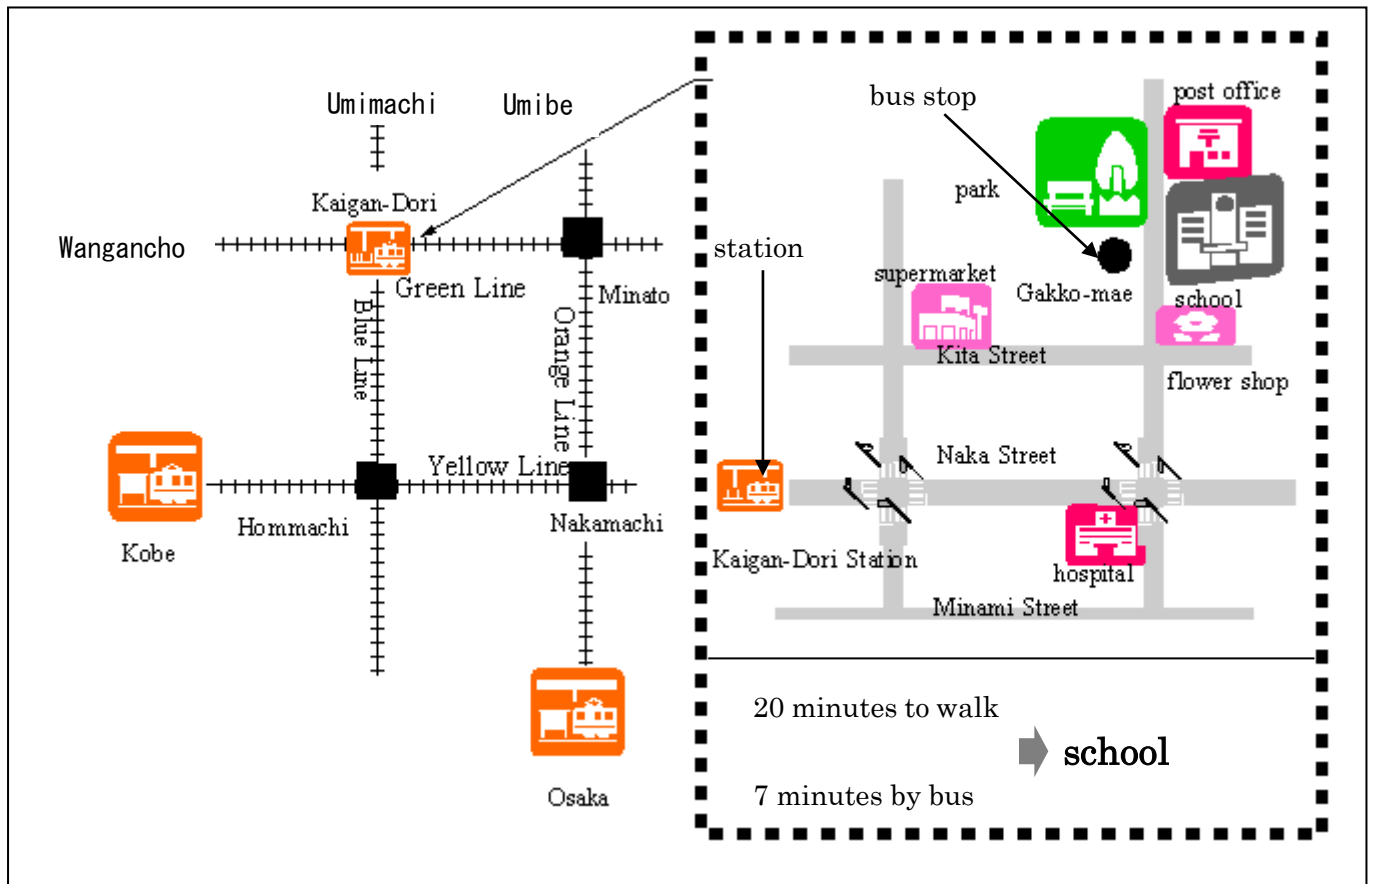 Umimachi
Umibe
Kaigan-Dori
Wangancho
Green Line
Minato
Blue Line
Orange Line
Yellow Line
Kobe
Hommachi
Nakamachi
Osaka
bus stop
post office
park
station
supermarket
Gakko-mae
school
Kita Street
flower shop
Naka Street
Kaigan-Dori Station
hospital
Minami Street
20 minutes to walk
school
7 minutes by bus